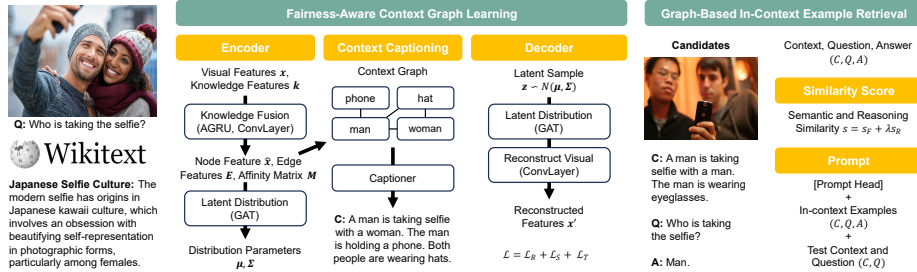 Q: Who is taking the selfie?
Wikitext
Japanese Selfie Culture: The
modern selfie has origins in
Japanese kawaii culture, which
involves an obsession with
beautifying self-representation
in photographic forms,
particularly among females.
Fairness-Aware Context Graph Learning
Encoder
Visual Features x,
Knowledge Features k
Knowledge Fusion
(AGRU, ConvLayer)
Node Feature x̂, Edge
Features E, Affinity Matrix M
Latent Distribution
(GAT)
Distribution Parameters
μ, Σ
Context Captioning
Context Graph
phone
hat
man
woman
Captioner
C: A man is taking selfie
with a woman. The man
is holding a phone. Both
people are wearing hats.
Decoder
Latent Sample
z ∽ N(μ, Σ)
Latent Distribution
(GAT)
Reconstruct Visual
(ConvLayer)
Reconstructed
Features x′
ℒ = ℒR + ℒS + ℒT
Graph-Based In-Context Example Retrieval
Candidates
C: A man is taking
selfie with a man.
The man is wearing
eyeglasses.
Q: Who is taking
the selfie?
A: Man.
Context, Question, Answer
(C, Q, A)
Similarity Score
Semantic and Reasoning
Similarity s = sF + λsR
Prompt
[Prompt Head]
+
In-context Examples
(C, Q, A)
+
Test Context and
Question (C, Q)